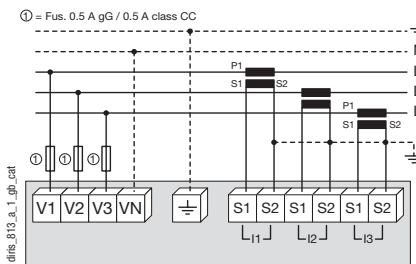 ① = Fus. 0.5 A gG / 0.5 A class CC
P1
S1 S2
P1
S1 S2
① ① ①
V1 V2 V3 VN S1 S2 S1 S2 S1 S2
I1 I2 I3
diris_813_a_1_gb_cat